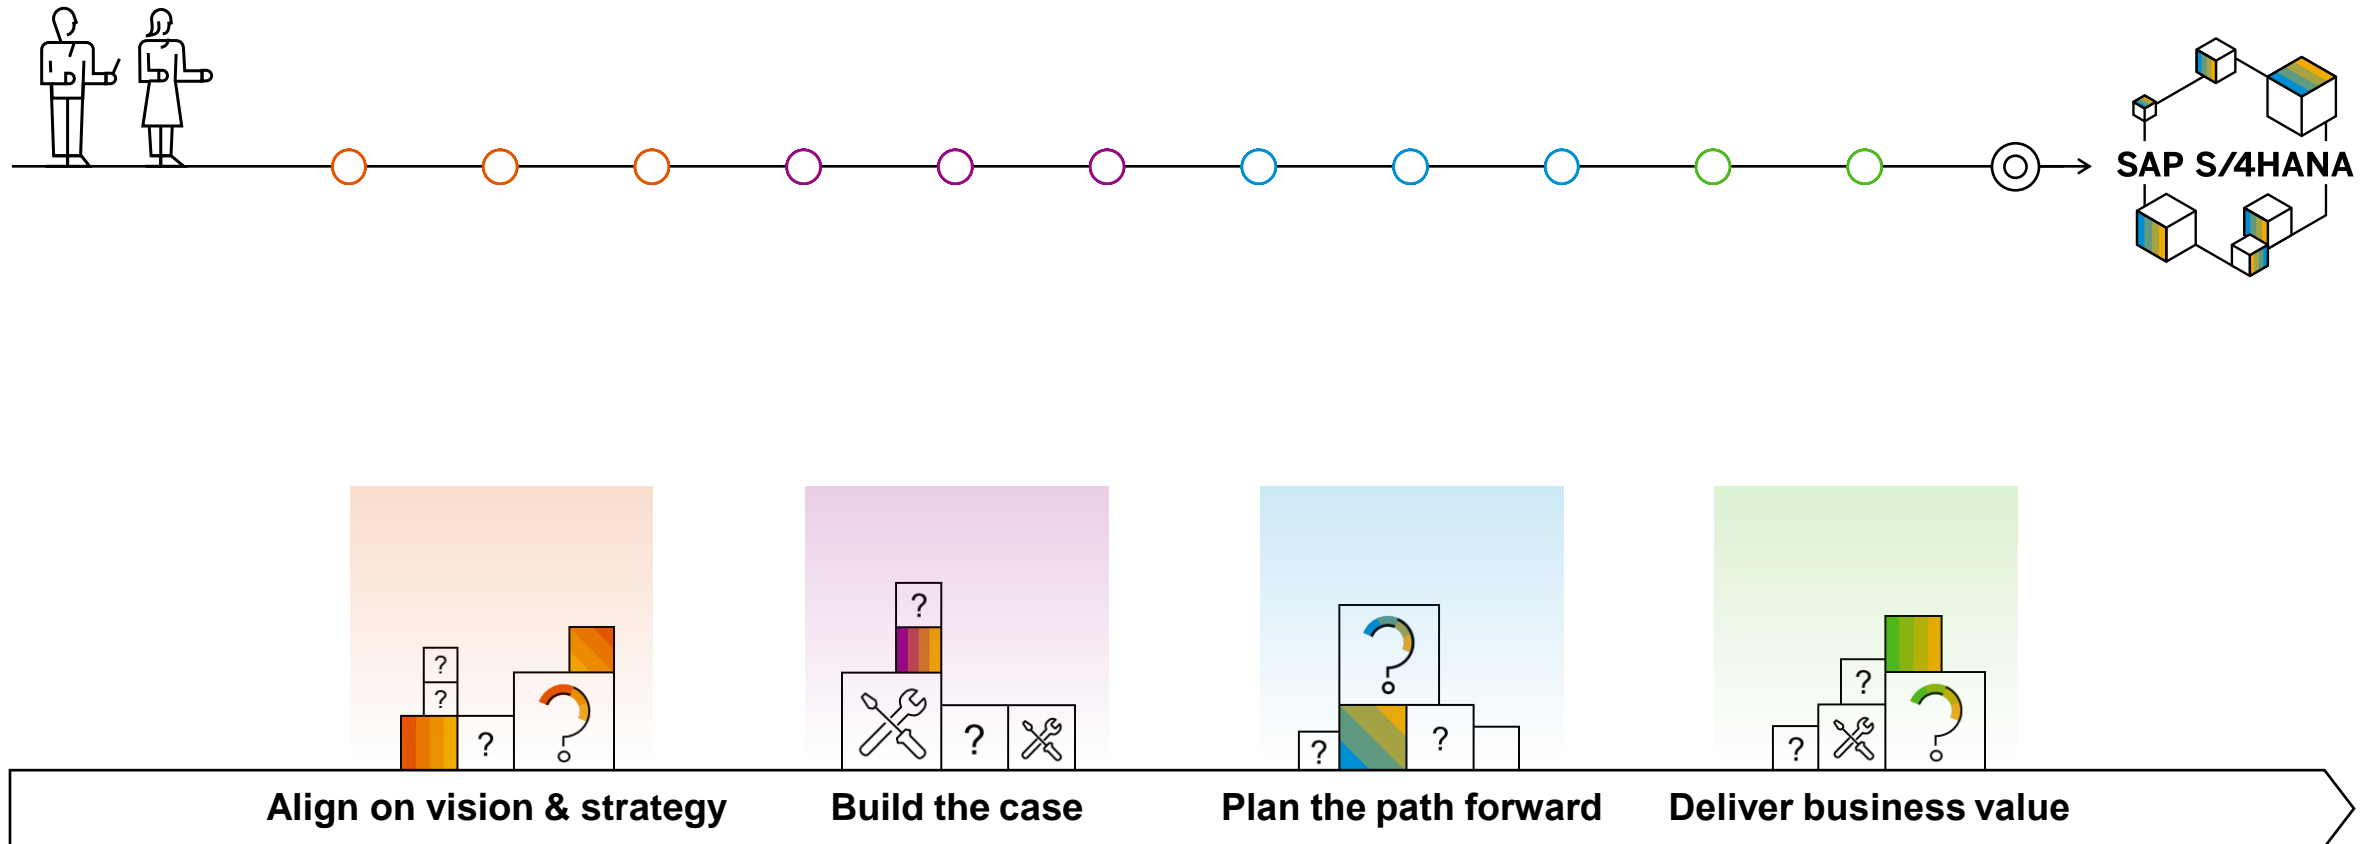 SAP S/4HANA
?
?
?
?
?
?
?
?
?
?
?
?
?
Align on vision & strategy
Build the case
Plan the path forward
Deliver business value